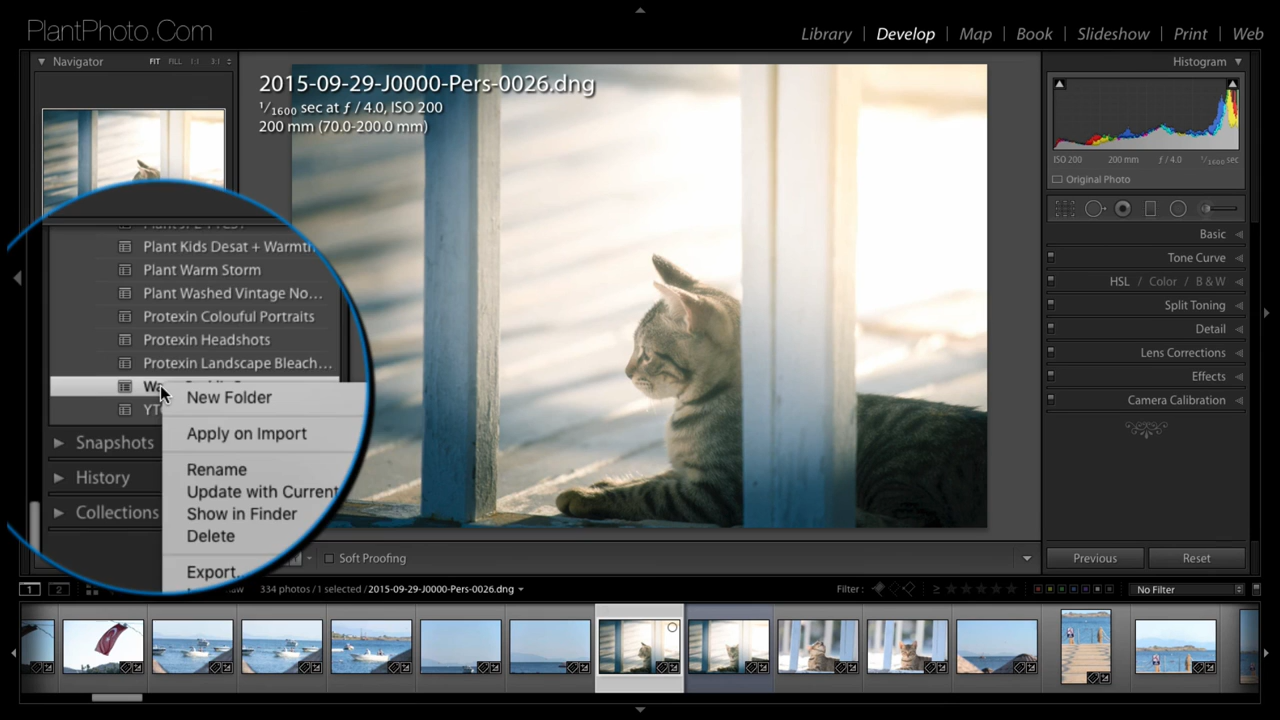 PlantPhoto.Com
Library | Develop | Map | Book | Slideshow | Print | Web
Navigator FIT FILL 1:1 3:1
Histogram
2015-09-29-J0000-Pers-0026.dng
1/1600 sec at ƒ / 4.0, ISO 200
200 mm (70.0-200.0 mm)
ISO 200 200 mm ƒ / 4.0 1/1600 sec
Original Photo
Basic
Tone Curve
HSL / Color / B & W
Split Toning
Detail
Lens Corrections
Effects
Camera Calibration
Plant Kids Desat + Warmth
Plant Warm Storm
Plant Washed Vintage No...
Protexin Colouful Portraits
Protexin Headshots
Protexin Landscape Bleach...
New Folder
Apply on Import
Rename
Update with Current
Show in Finder
Delete
Export...
Snapshots
History
Collections
Soft Proofing
Previous Reset
1 2
334 photos / 1 selected / 2015-09-29-J0000-Pers-0026.dng
Filter : ≥ No Filter